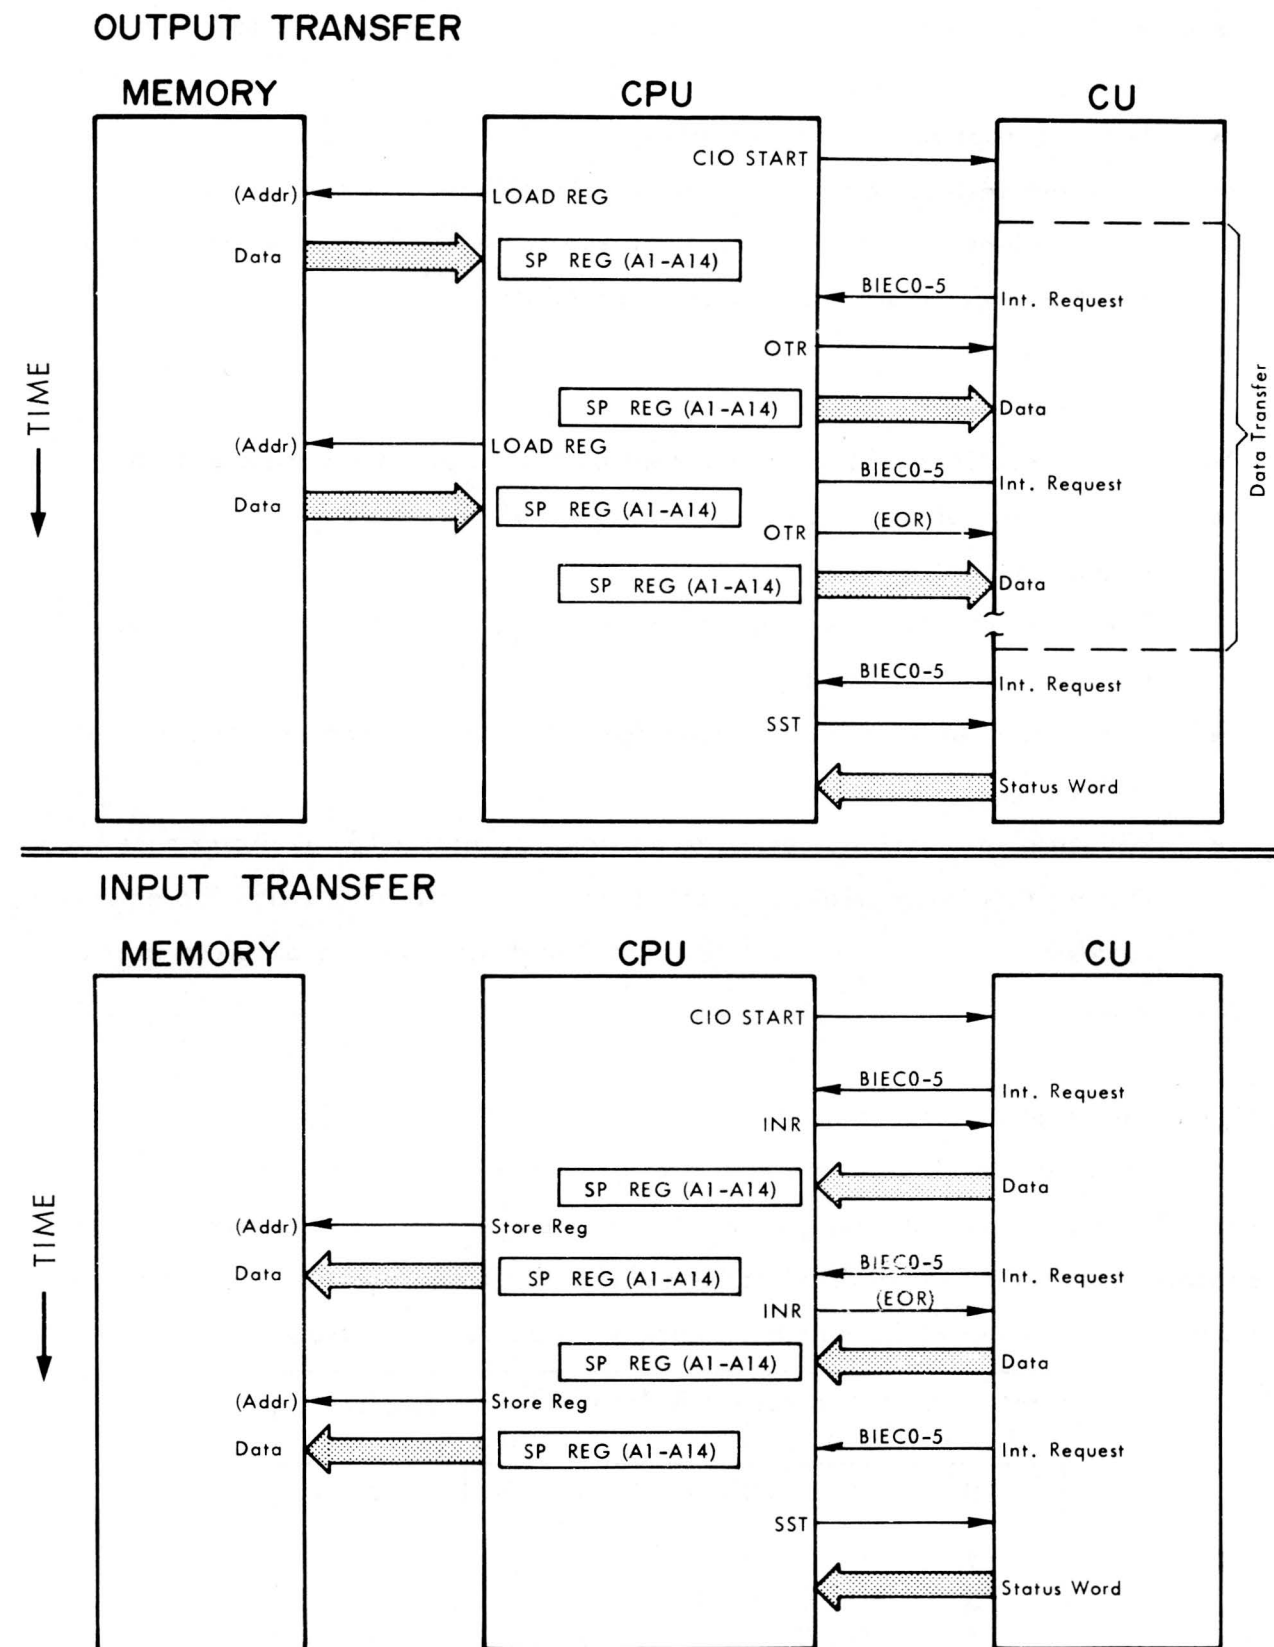 OUTPUT TRANSFER
MEMORY CPU CU
CIO START
(Addr) LOAD REG
Data SP REG (A1-A14)
BIEC0-5 Int. Request
OTR
SP REG (A1-A14) Data
(Addr) LOAD REG
BIEC0-5 Int. Request
Data SP REG (A1-A14)
OTR (EOR)
SP REG (A1-A14) Data
BIEC0-5 Int. Request
SST
Status Word
TIME
Data Transfer
INPUT TRANSFER
MEMORY CPU CU
CIO START
BIEC0-5 Int. Request
INR
SP REG (A1-A14) Data
(Addr) Store Reg
Data SP REG (A1-A14) BIEC0-5 Int. Request
INR (EOR)
SP REG (A1-A14) Data
(Addr) Store Reg
Data SP REG (A1-A14) BIEC0-5 Int. Request
SST
Status Word
TIME